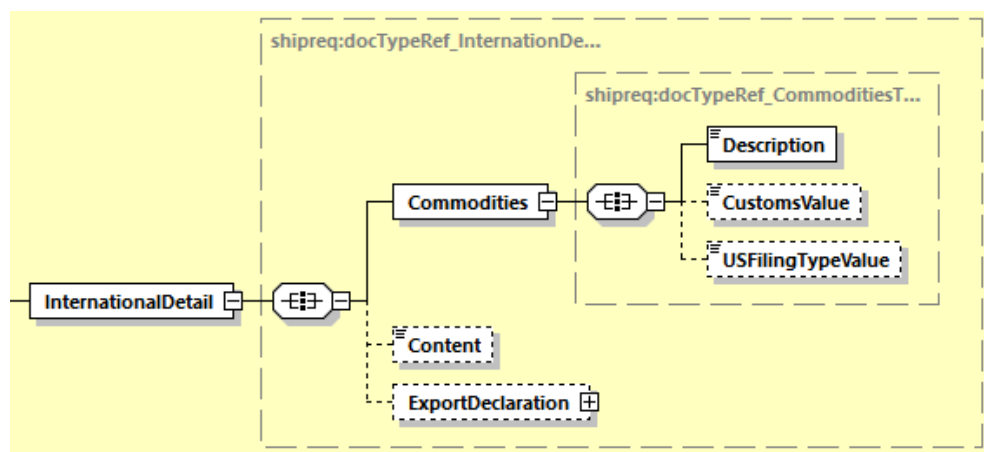 shipreq:docTypeRef_InternationDe...
shipreq:docTypeRef_CommoditiesT...
Description
Commodities
CustomsValue
USFilingTypeValue
InternationalDetail
Content
ExportDeclaration